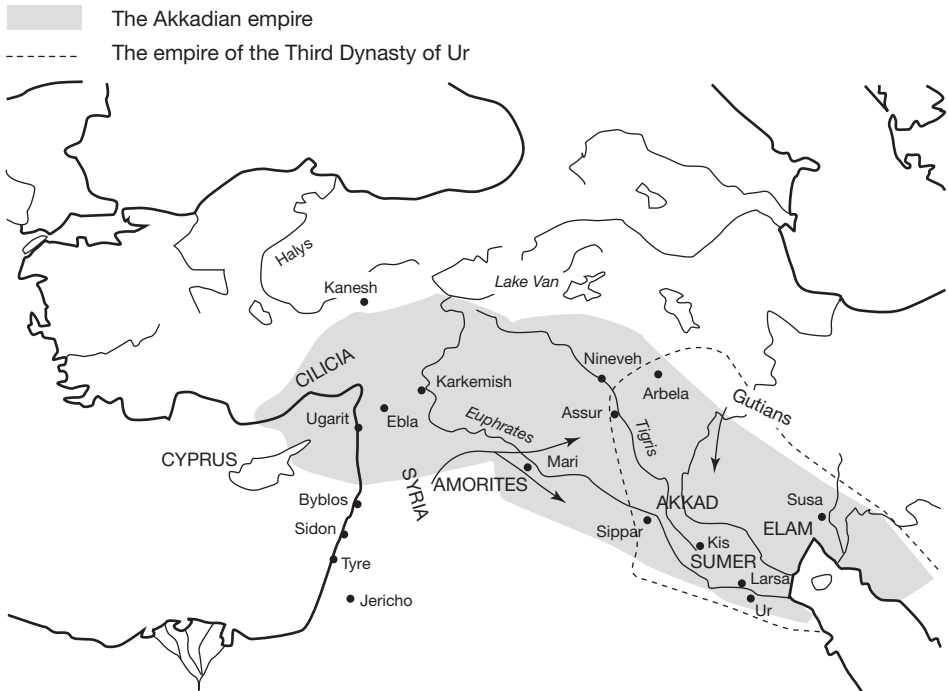 The Akkadian empire
The empire of the Third Dynasty of Ur
Halys
Lake Van
Kanesh
CILICIA
Nineveh
Arbela
Karkemish
Gutians
Ugarit
Ebla
Assur
Euphrates
Tigris
CYPRUS
SYRIA
Mari
AMORITES
Byblos
AKKAD
Susa
Sidon
Sippar
ELAM
Kis
Tyre
SUMER
Larsa
Jericho
Ur